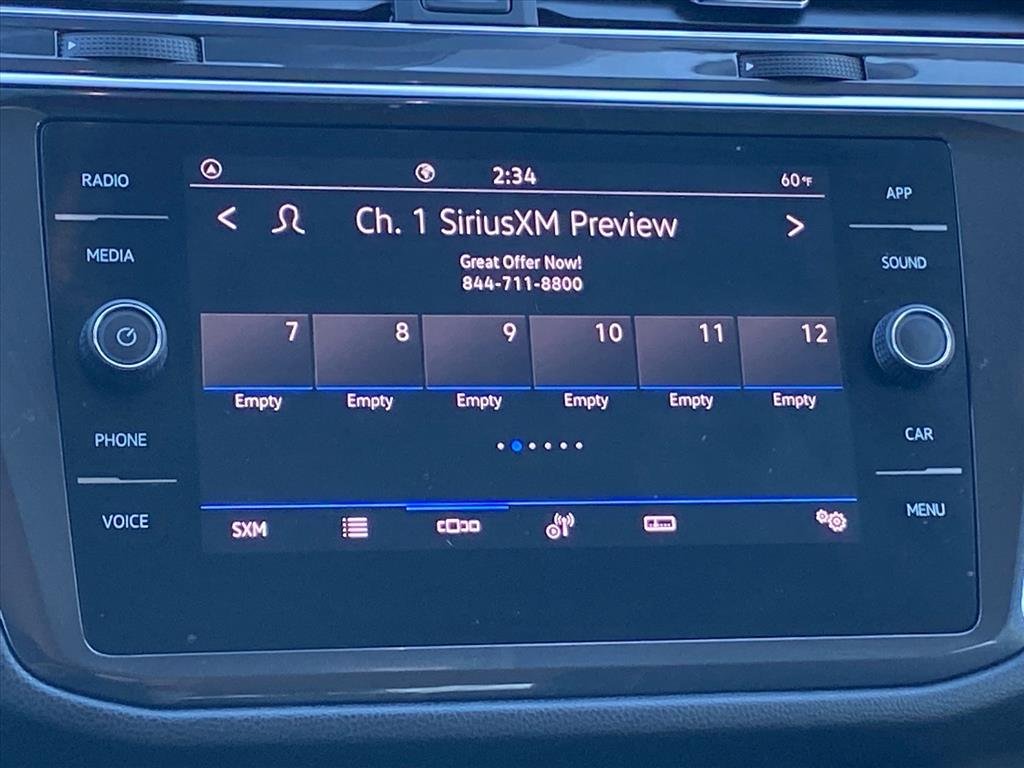 RADIO
MEDIA
PHONE
VOICE
2:34
60°F
< Ch. 1 SiriusXM Preview >
Great Offer Now!
844-711-8800
7 8 9 10 11 12
Empty Empty Empty Empty Empty Empty
SXM
APP
SOUND
CAR
MENU